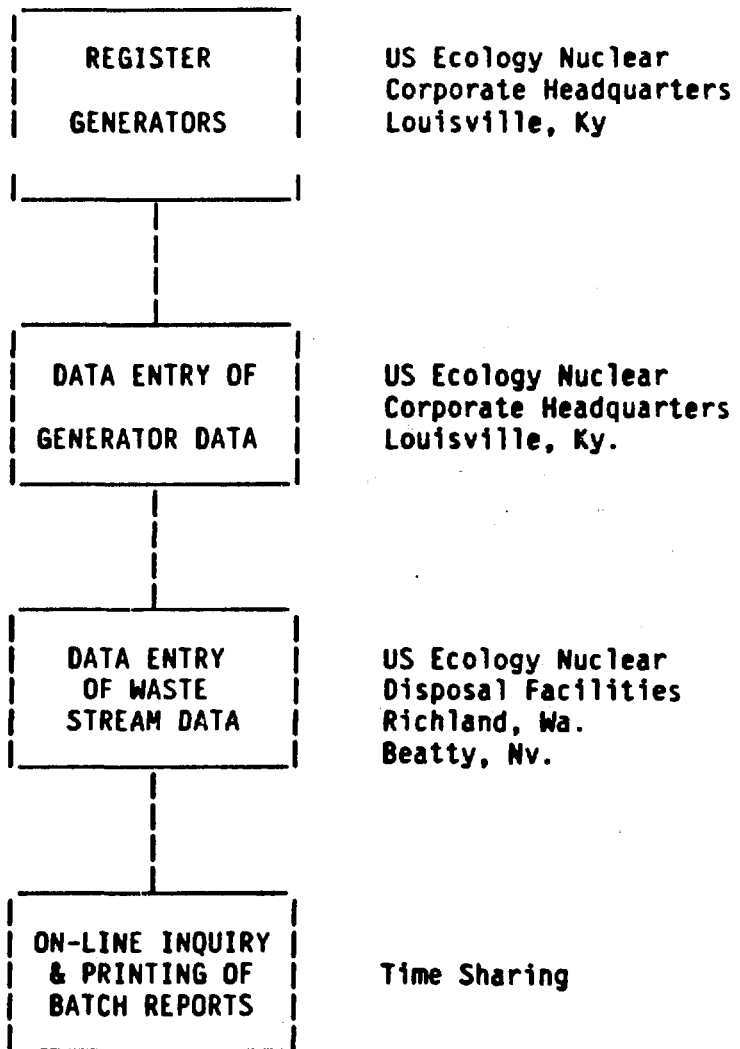 REGISTER
GENERATORS
US Ecology Nuclear
Corporate Headquarters
Louisville, Ky
DATA ENTRY OF
GENERATOR DATA
US Ecology Nuclear
Corporate Headquarters
Louisville, Ky.
DATA ENTRY
OF WASTE
STREAM DATA
US Ecology Nuclear
Disposal Facilities
Richland, Wa.
Beatty, Nv.
ON-LINE INQUIRY
& PRINTING OF
BATCH REPORTS
Time Sharing